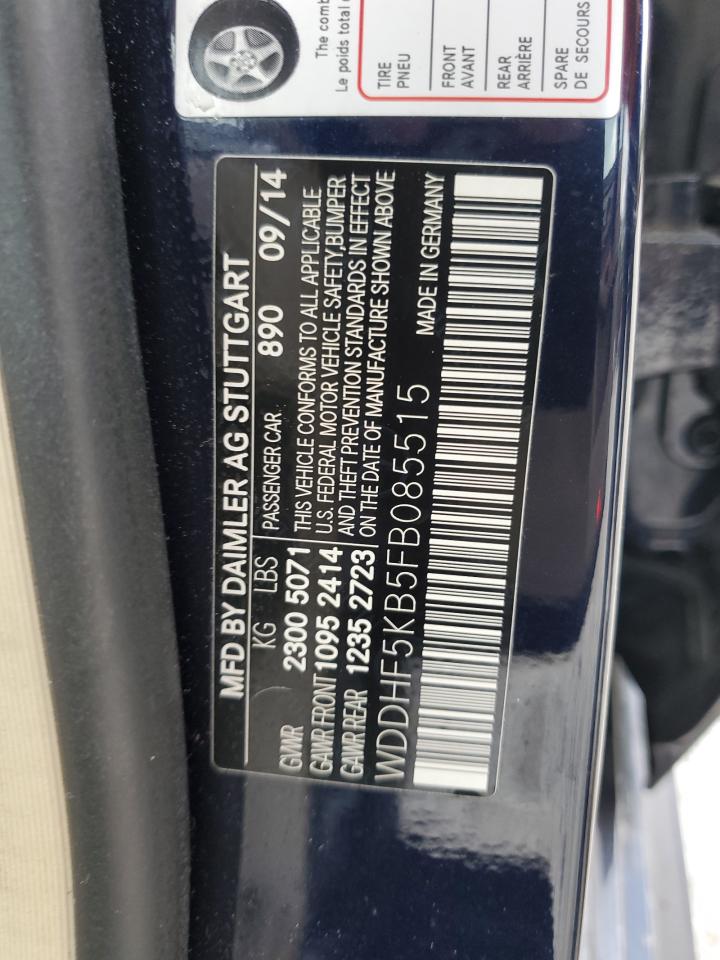 The comb
Le poids total
TIRE
PNEU
FRONT
AVANT
REAR
ARRIÈRE
SPARE
DE SECOURS
MFD BY DAIMLER AG STUTTGART
KG LBS PASSENGER CAR 890 09/14
GWR 2300 5071 THIS VEHICLE CONFORMS TO ALL APPLICABLE
GAWR FRONT 1095 2414 U.S. FEDERAL MOTOR VEHICLE SAFETY,BUMPER
GAWR REAR 1235 2723 AND THEFT PREVENTION STANDARDS IN EFFECT
ON THE DATE OF MANUFACTURE SHOWN ABOVE
WDDHF5KB5FB085515 MADE IN GERMANY